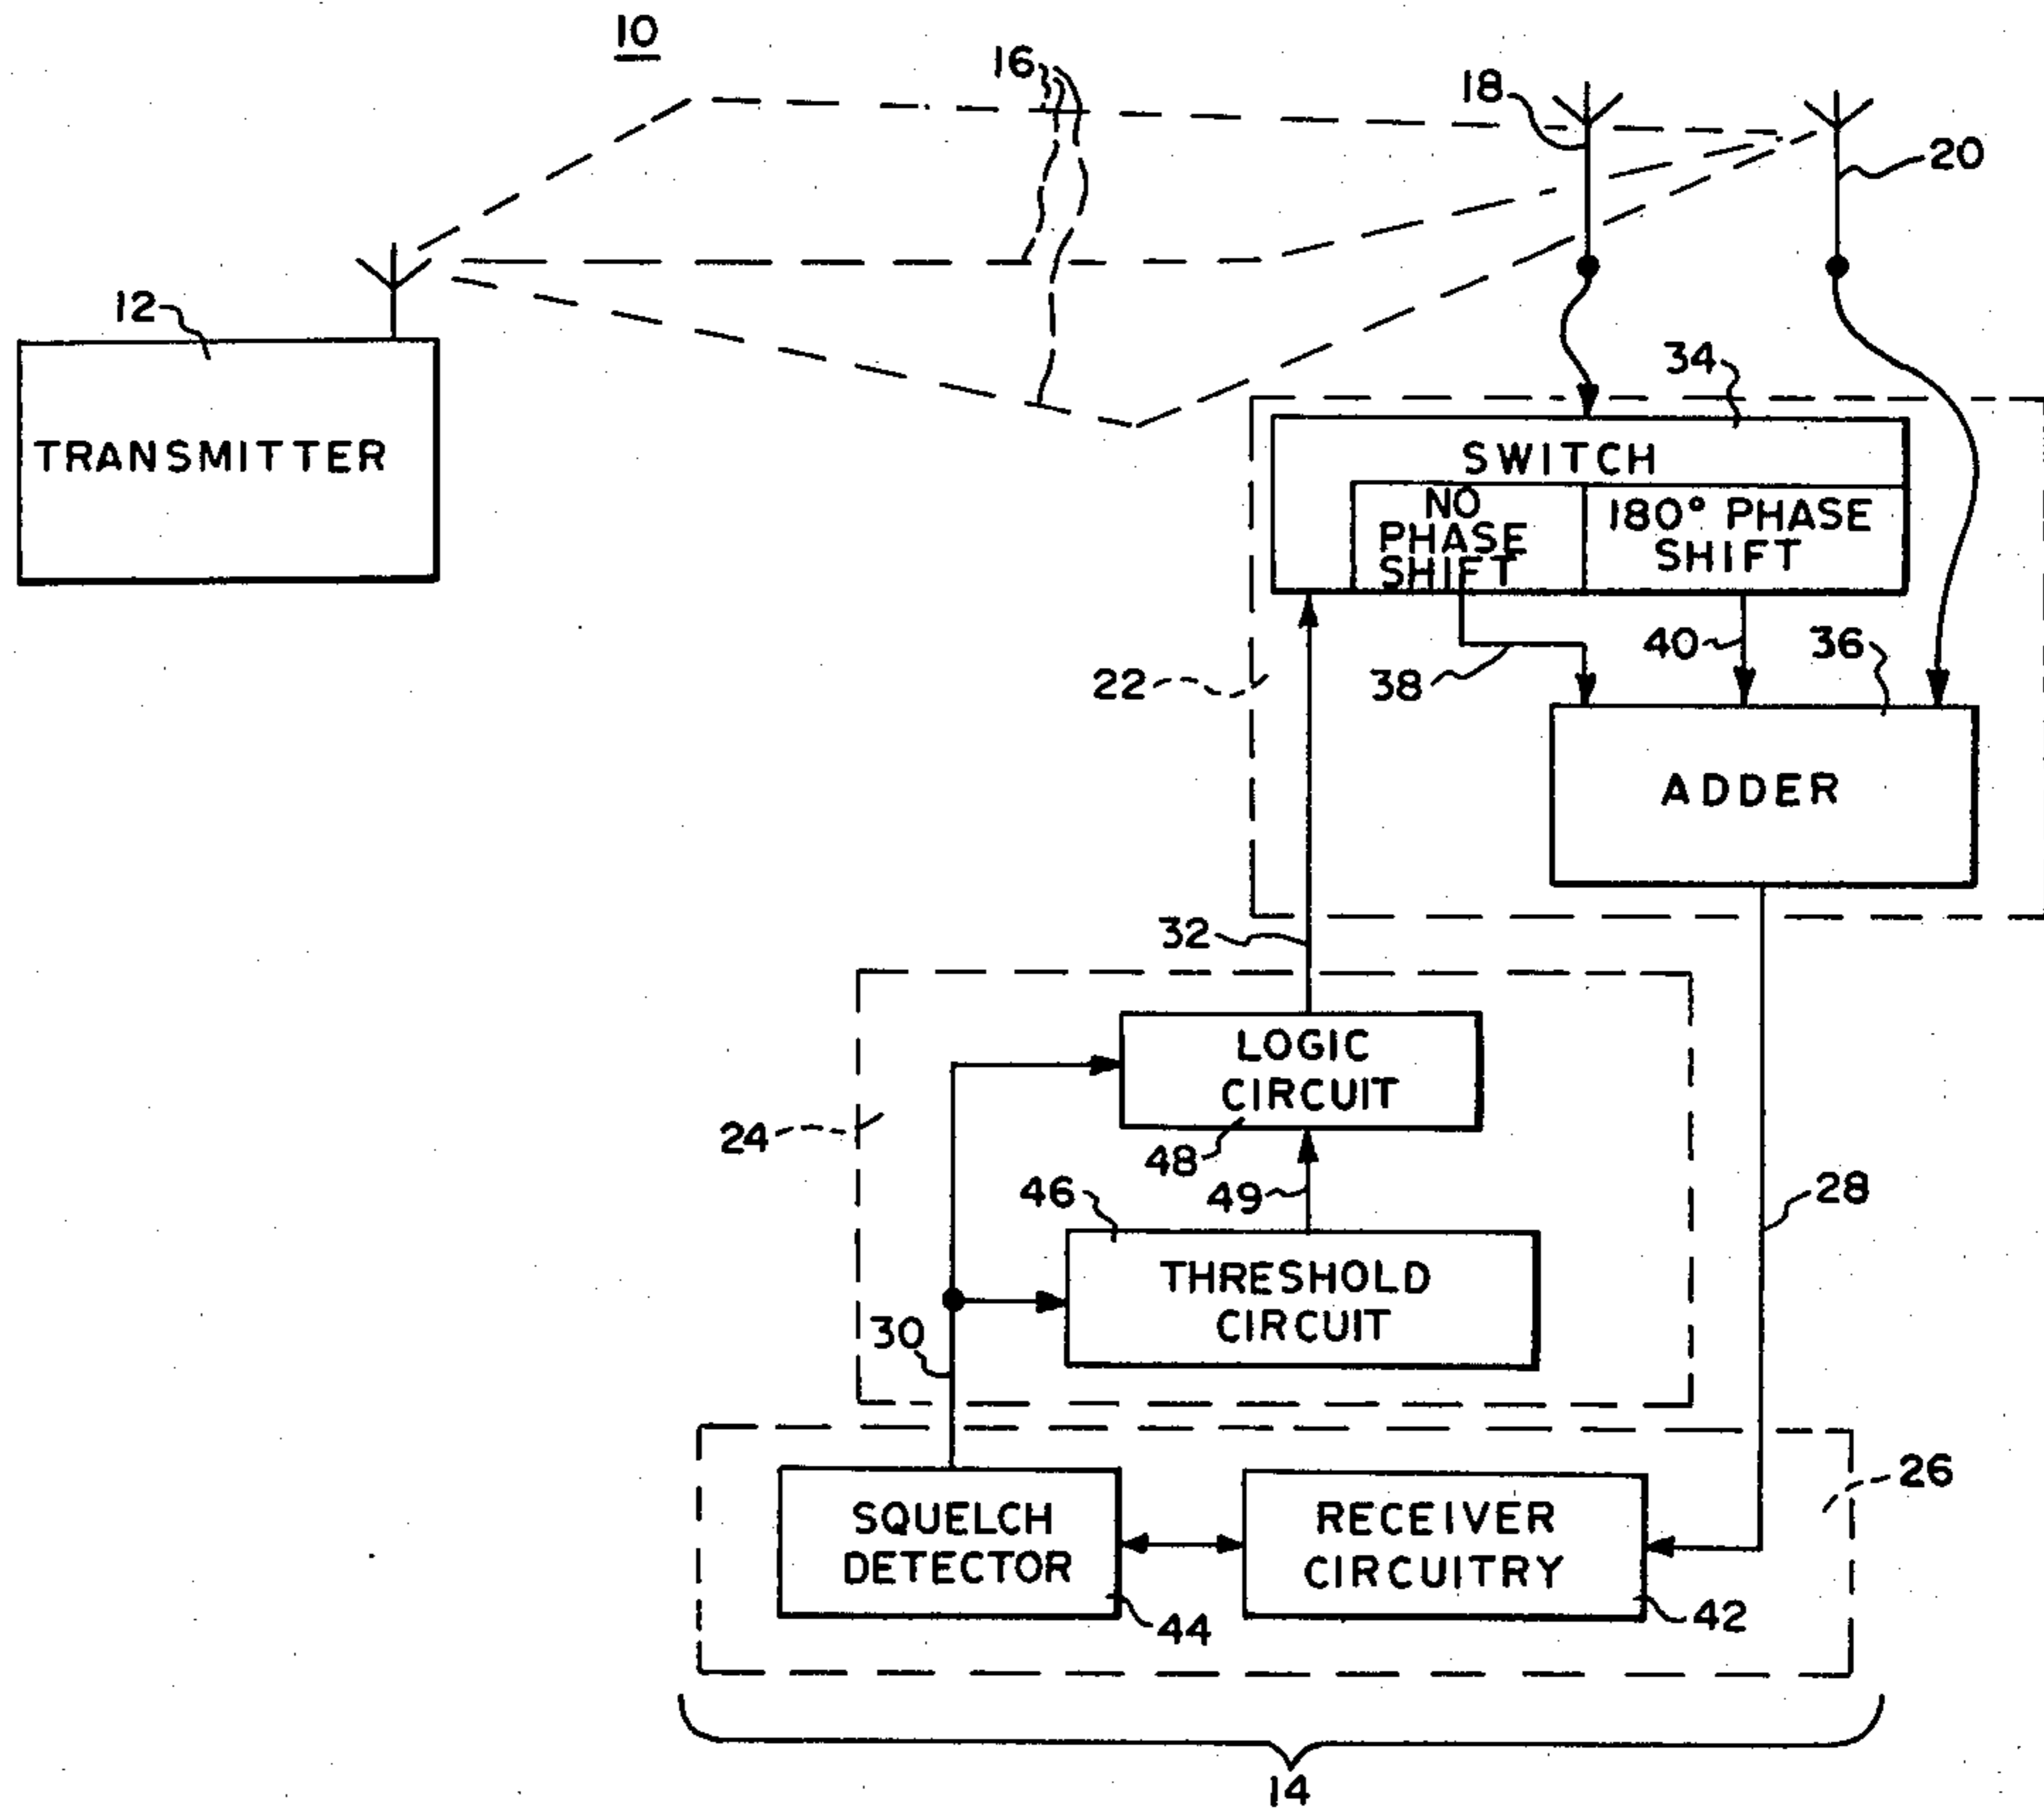 10
16
18
20
12
TRANSMITTER
34
SWITCH
NO
PHASE
SHIFT
180° PHASE
SHIFT
22
38
40
36
ADDER
32
LOGIC
CIRCUIT
24
48
46
49
28
THRESHOLD
CIRCUIT
30
26
SQUELCH
DETECTOR
RECEIVER
CIRCUITRY
44
42
14